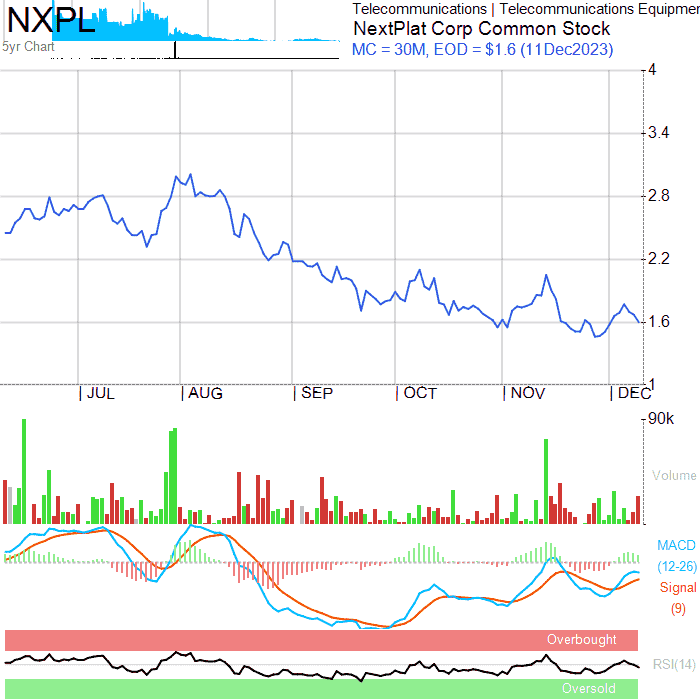 NXPL
5yr Chart
Telecommunications | Telecommunications Equipmen
NextPlat Corp Common Stock
MC = 30M, EOD = $1.6 (11Dec2023)
4
3.4
2.8
2.2
1.6
1
JUL AUG SEP OCT NOV DEC
90k
Volume
MACD
(12-26)
Signal
(9)
Overbought
RSI(14)
Oversold